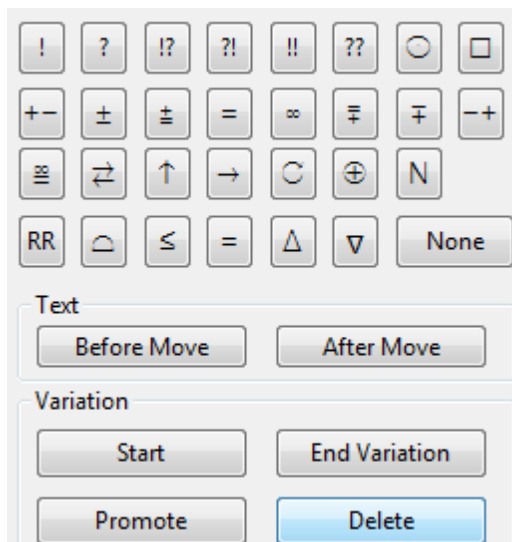 ! ? !? ?! !! ?? ⨀ □
+− ± ⩲ = ∞ ⩱ ∓ −+
⯹ ⇄ ↑ → C ⊕ N
RR ⌓ ≤ = Δ ∇ None
Text
Before Move After Move
Variation
Start End Variation
Promote Delete